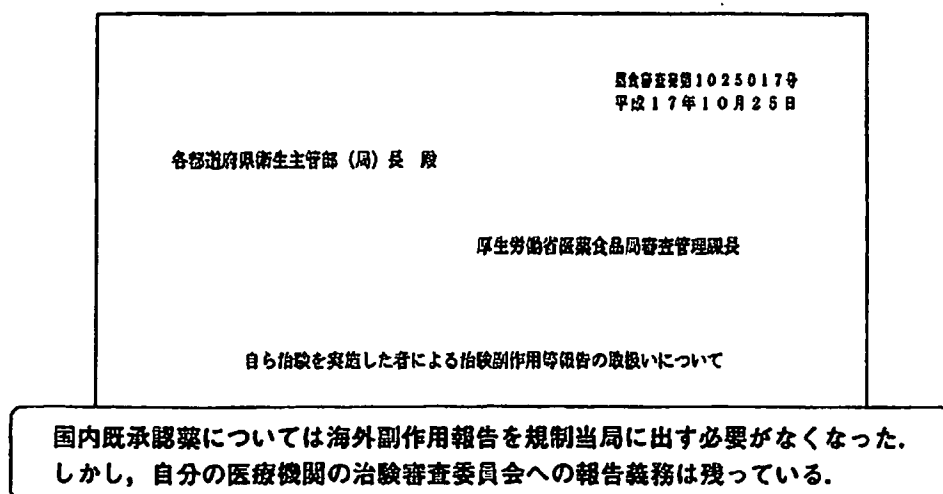 薬食審査発第1025017号
平成17年10月25日
各都道府県衛生主管部（局）長　殿
厚生労働省医薬食品局審査管理課長
自ら治験を実施した者による治験副作用等報告の取扱いについて
国内既承認薬については海外副作用報告を規制当局に出す必要がなくなった．
しかし，自分の医療機関の治験審査委員会への報告義務は残っている．